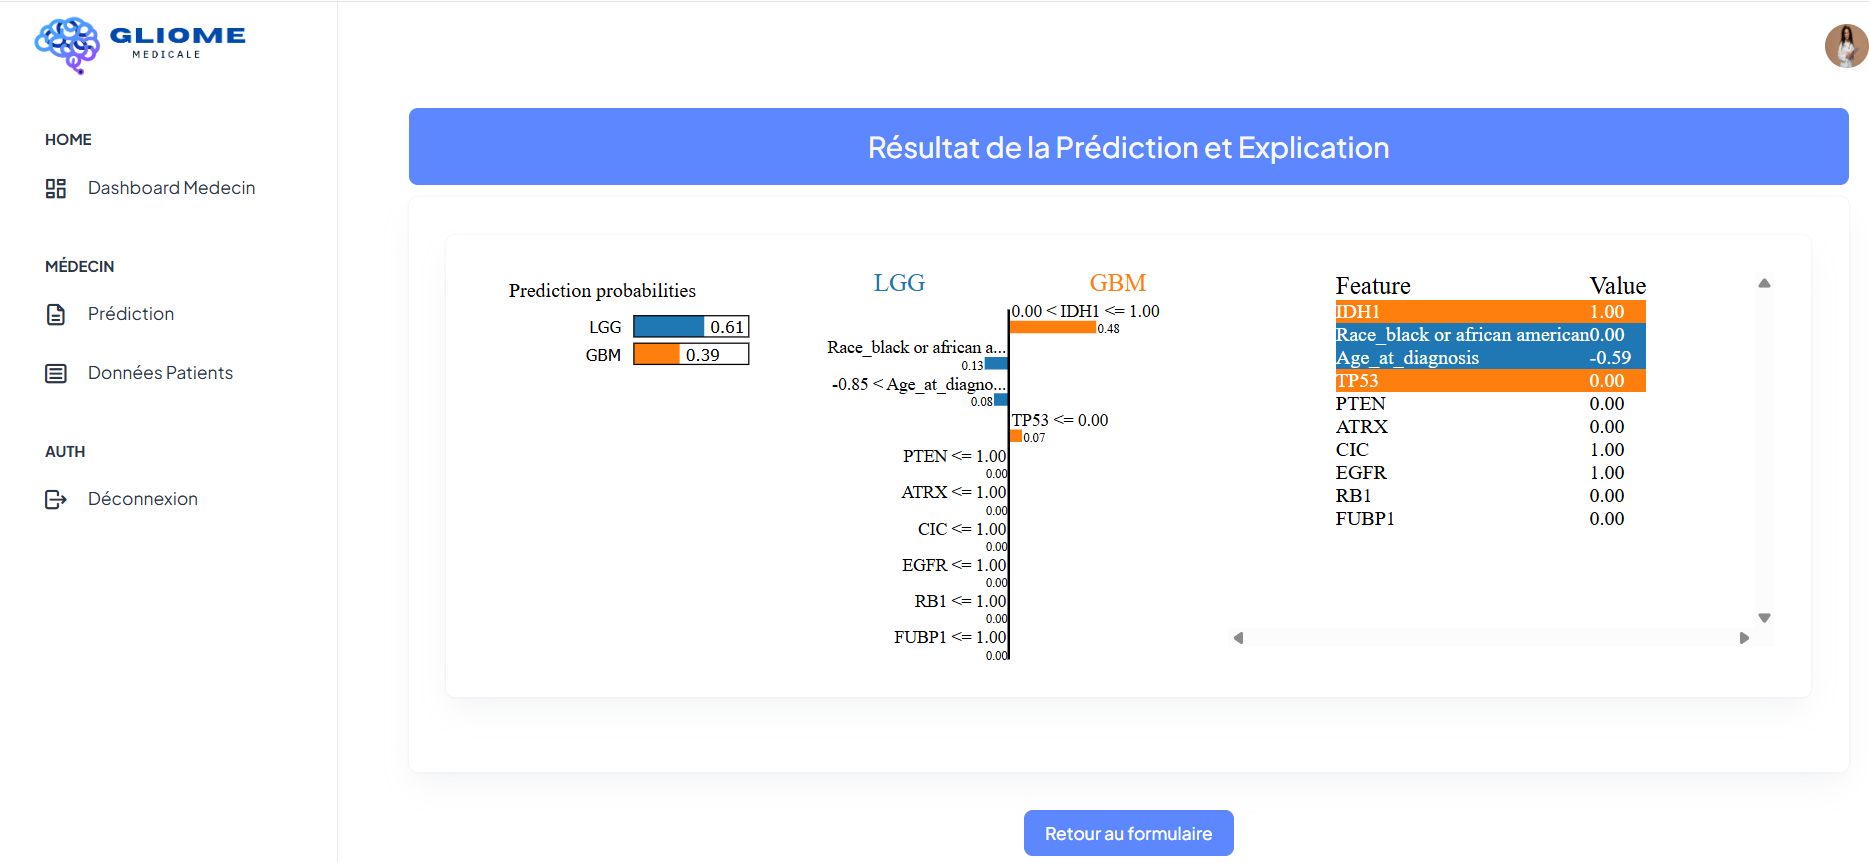 GLIOME
MEDICALE
HOME
Dashboard Medecin
MÉDECIN
Prédiction
Données Patients
AUTH
Déconnexion
Résultat de la Prédiction et Explication
Prediction probabilities
LGG 0.61
GBM 0.39
LGG GBM
0.00 < IDH1 <= 1.00
0.48
Race_black or african a...
0.13
-0.85 < Age_at_diagno...
0.08
TP53 <= 0.00
0.07
PTEN <= 1.00
0.00
ATRX <= 1.00
0.00
CIC <= 1.00
0.00
EGFR <= 1.00
0.00
RB1 <= 1.00
0.00
FUBP1 <= 1.00
0.00
Feature Value
IDH1 1.00
Race_black or african american 0.00
Age_at_diagnosis -0.59
TP53 0.00
PTEN 0.00
ATRX 0.00
CIC 1.00
EGFR 1.00
RB1 0.00
FUBP1 0.00
Retour au formulaire